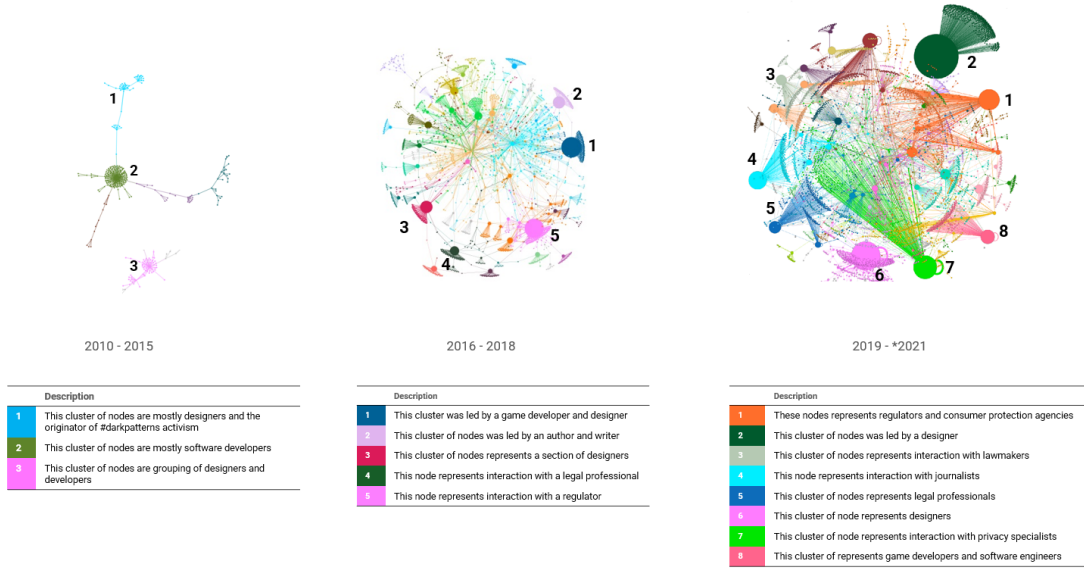 1
2
3
1
2
3
4
5
1
2
3
4
5
6
7
8
2010 - 2015
2016 - 2018
2019 - *2021
Description
1 This cluster of nodes are mostly designers and the
originator of #darkpatterns activism
2 This cluster of nodes are mostly software developers
3 This cluster of nodes are grouping of designers and
developers
Description
1 This cluster was led by a game developer and designer
2 This cluster of nodes was led by an author and writer
3 This cluster of nodes represents a section of designers
4 This node represents interaction with a legal professional
5 This node represents interaction with a regulator
Description
1 These nodes represents regulators and consumer protection agencies
2 This cluster of nodes was led by a designer
3 This cluster of nodes represents interaction with lawmakers
4 This node represents interaction with journalists
5 This cluster of nodes represents legal professionals
6 This cluster of node represents designers
7 This cluster of node represents interaction with privacy specialists
8 This cluster of represents game developers and software engineers